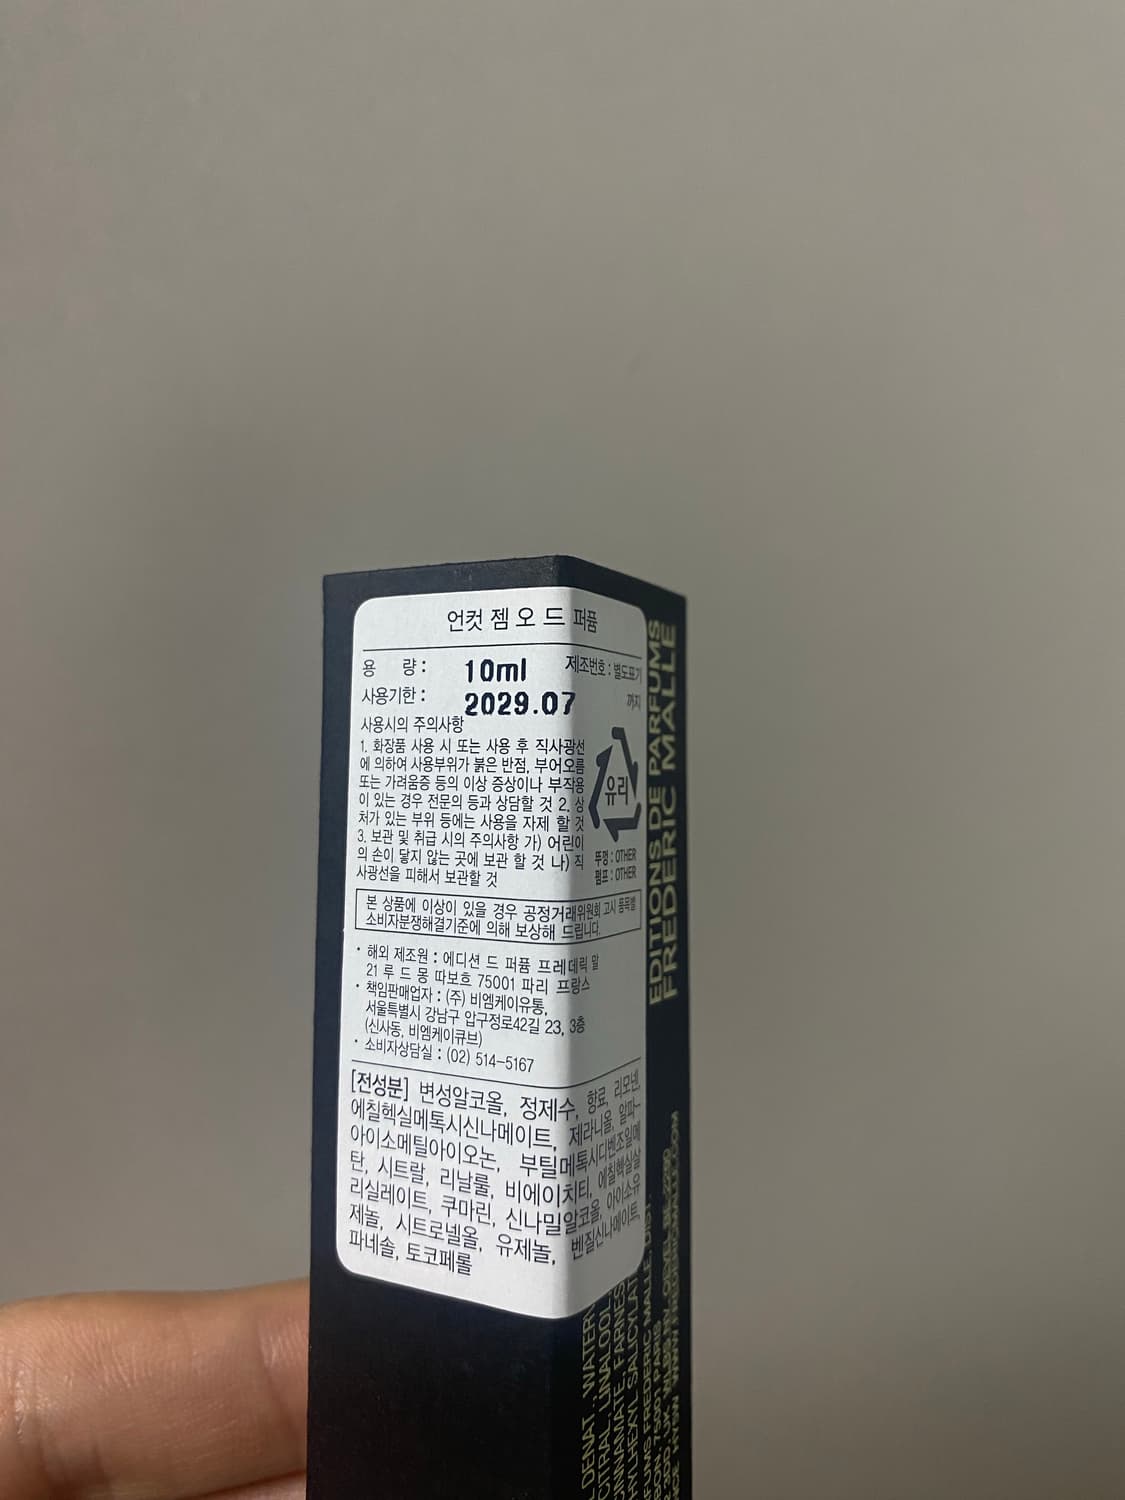 언컷 젬 오 드 퍼퓸
용 량 : 10ml 제조번호 : 별도표기
사용기한 : 2029.07 까지
사용시의 주의사항
1. 화장품 사용 시 또는 사용 후 직사광선
에 의하여 사용부위가 붉은 반점, 부어오름
또는 가려움증 등의 이상 증상이나 부작용
이 있는 경우 전문의 등과 상담할 것 2. 상
처가 있는 부위 등에는 사용을 자제 할 것
3. 보관 및 취급 시의 주의사항 가) 어린이
의 손이 닿지 않는 곳에 보관 할 것 나) 직
사광선을 피해서 보관할 것
유리
뚜껑 : OTHER
펌프 : OTHER
본 상품에 이상이 있을 경우 공정거래위원회 고시 품목별
소비자분쟁해결기준에 의해 보상해 드립니다.
· 해외 제조원 : 에디션 드 퍼퓸 프레데릭 말
21 루 드 몽 따보흐 75001 파리 프랑스
· 책임판매업자 : (주) 비엠케이유통,
서울특별시 강남구 압구정로42길 23, 3층
(신사동, 비엠케이큐브)
· 소비자상담실 : (02) 514-5167
[전성분] 변성알코올, 정제수, 향료, 리모넨,
에칠헥실메톡시신나메이트, 제라니올, 알파-
아이소메틸아이오논, 부틸메톡시디벤조일메
탄, 시트랄, 리날룰, 비에이치티, 에칠헥실살
리실레이트, 쿠마린, 신나밀알코올, 아이소유
제놀, 시트로넬올, 유제놀, 벤질신나메이트,
파네솔, 토코페롤
EDITIONS DE PARFUMS
FREDERIC MALLE
DENAT., WATER
CITRAL, LINALOOL
CINNAMATE, FARNES
HYLHEXYL SALICYLAT
FUMS FREDERIC MALLE, DIST.
75001 PARIS
UK.
WWW.FREDERICMALLE.COM